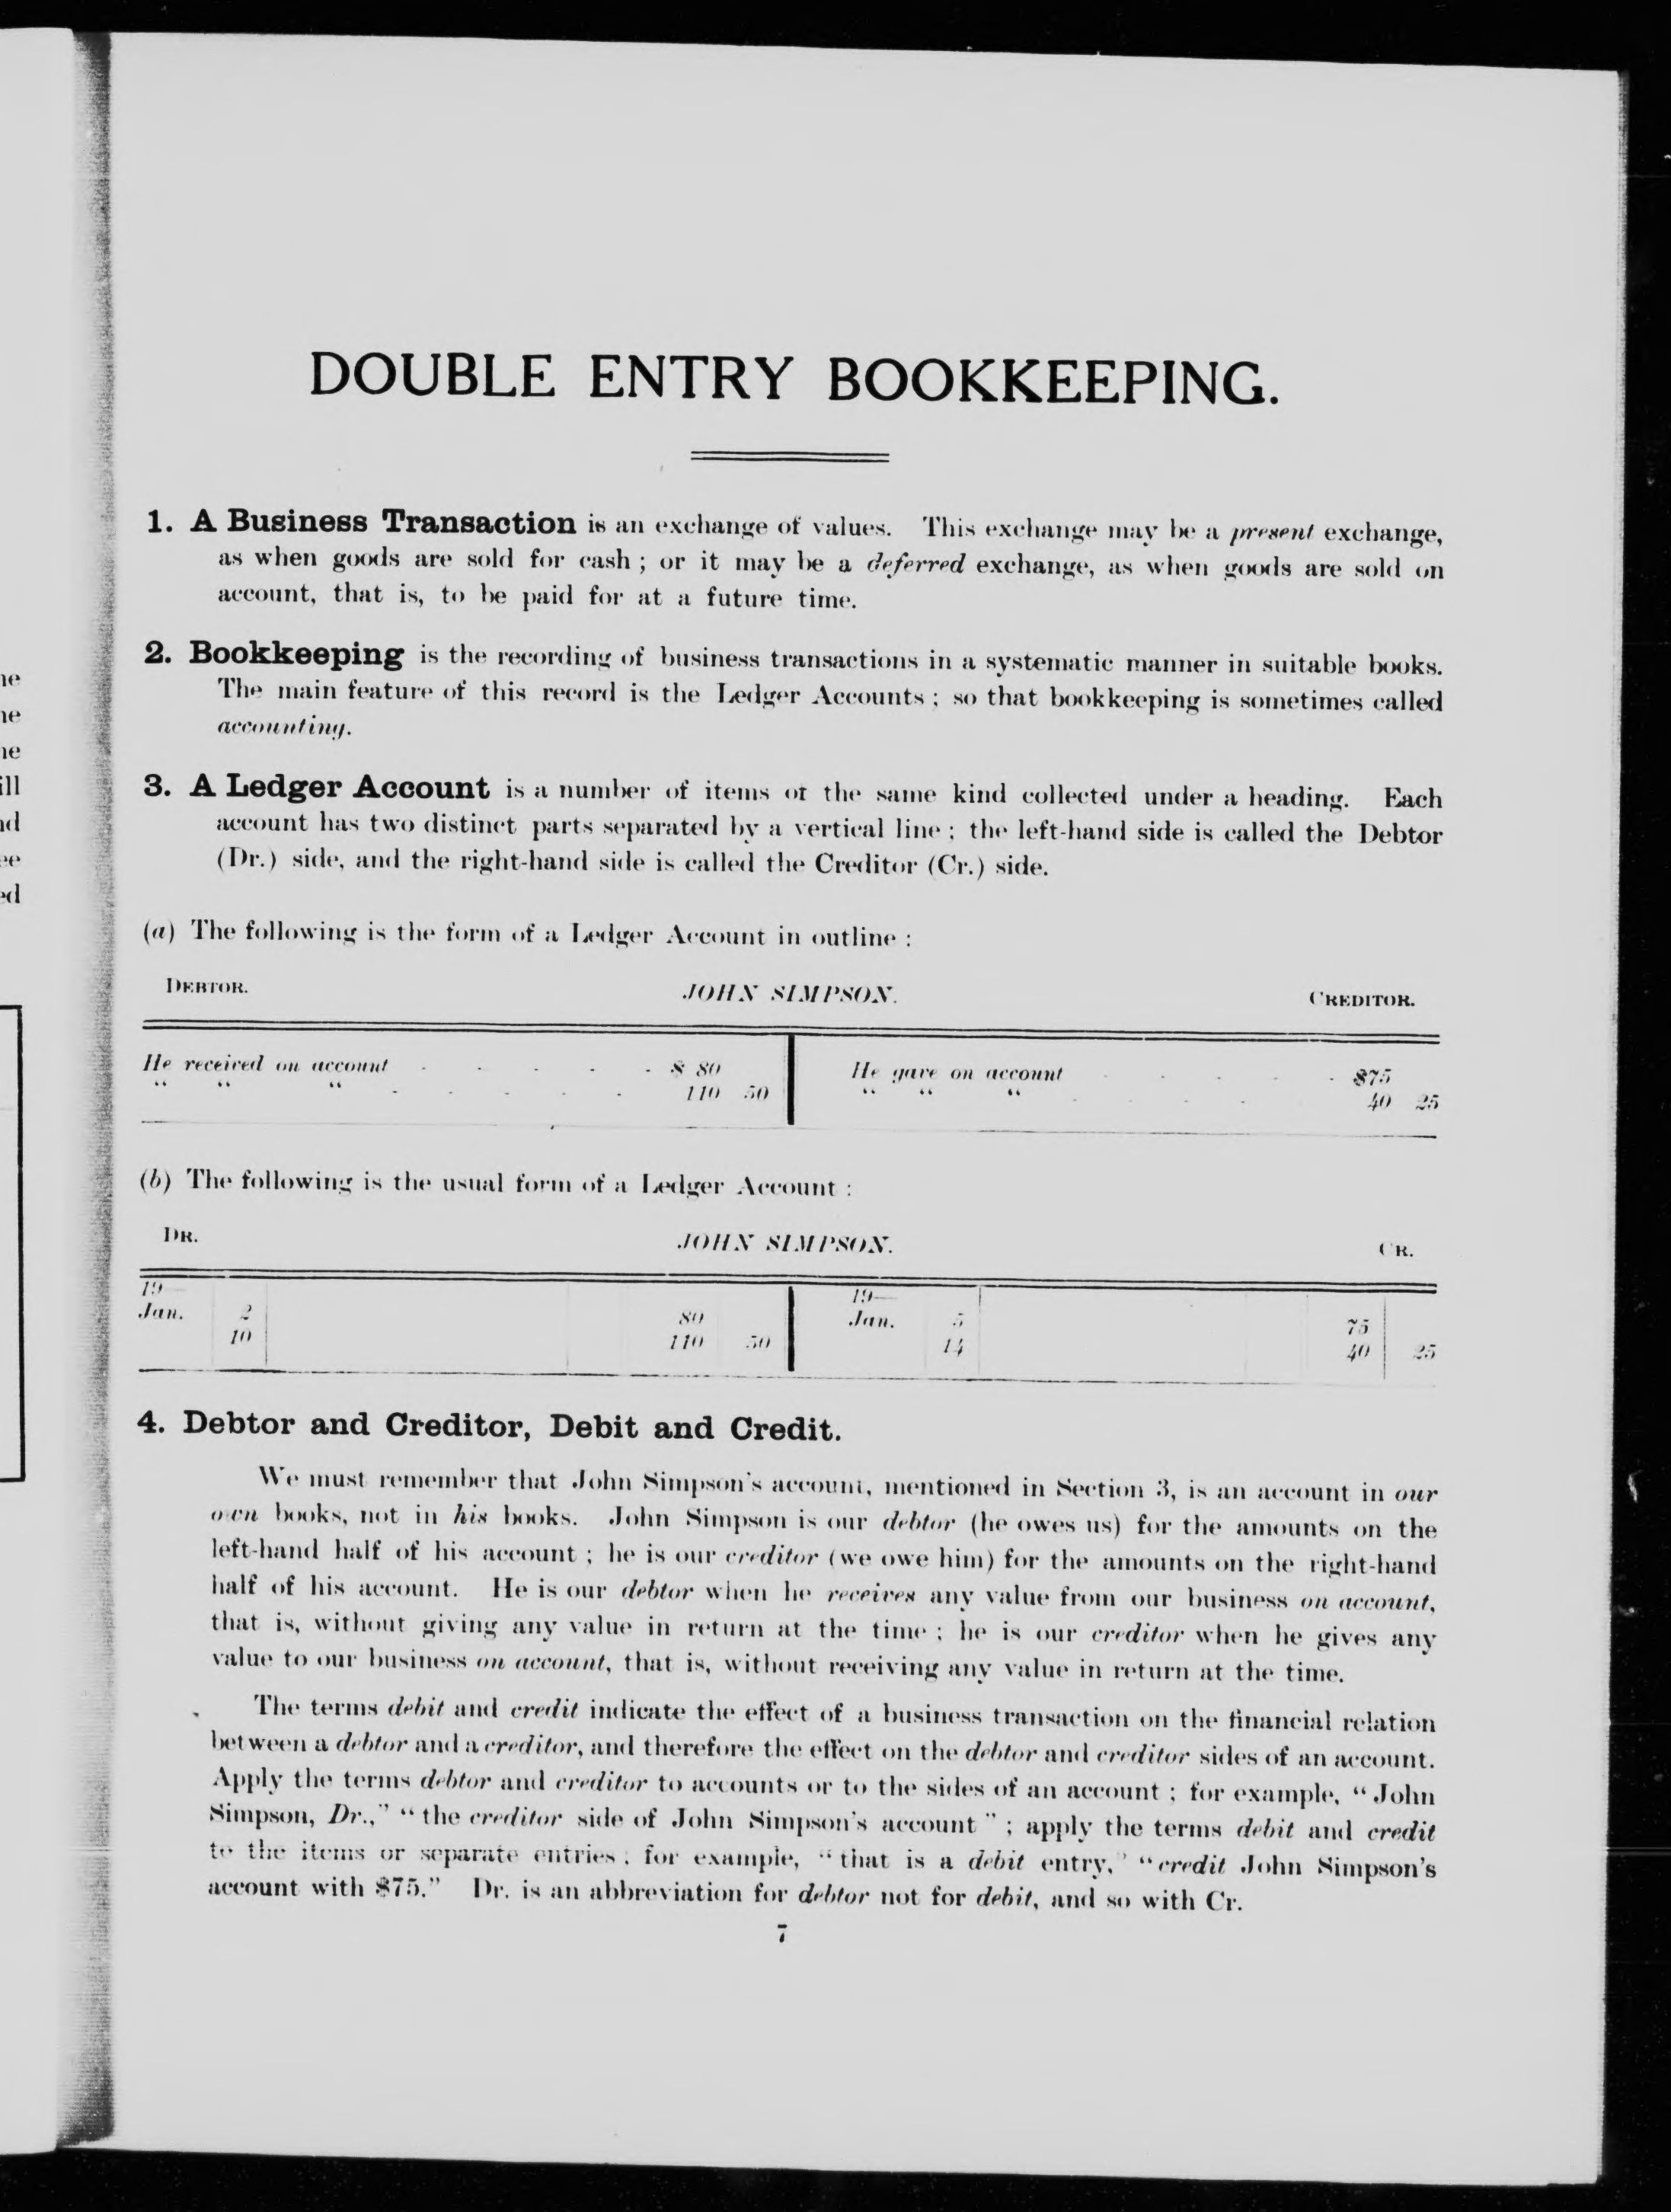 DOUBLE ENTRY BOOKKEEPING.
1. A Business Transaction is an exchange of values. This exchange may be a present exchange,
as when goods are sold for cash ; or it may be a deferred exchange, as when goods are sold on
account, that is, to be paid for at a future time.
2. Bookkeeping is the recording of business transactions in a systematic manner in suitable books.
The main feature of this record is the Ledger Accounts ; so that bookkeeping is sometimes called
accounting.
3. A Ledger Account is a number of items of the same kind collected under a heading. Each
account has two distinct parts separated by a vertical line ; the left-hand side is called the Debtor
(Dr.) side, and the right-hand side is called the Creditor (Cr.) side.
(a) The following is the form of a Ledger Account in outline :
DEBTOR. JOHN SIMPSON. CREDITOR.
He received on account - - - - - $ 80 He gave on account - - - - $75
“ “ “ - - - - - 110 50 “ “ “ - - - - 40 25
(b) The following is the usual form of a Ledger Account :
DR. JOHN SIMPSON. CR.
19— 19—
Jan. 2 80 Jan. 5 75
10 110 50 14 40 25
4. Debtor and Creditor, Debit and Credit.
We must remember that John Simpson's account, mentioned in Section 3, is an account in our
own books, not in his books. John Simpson is our debtor (he owes us) for the amounts on the
left-hand half of his account ; he is our creditor (we owe him) for the amounts on the right-hand
half of his account. He is our debtor when he receives any value from our business on account,
that is, without giving any value in return at the time ; he is our creditor when he gives any
value to our business on account, that is, without receiving any value in return at the time.
The terms debit and credit indicate the effect of a business transaction on the financial relation
between a debtor and a creditor, and therefore the effect on the debtor and creditor sides of an account.
Apply the terms debtor and creditor to accounts or to the sides of an account ; for example, “ John
Simpson, Dr.,” “ the creditor side of John Simpson's account ” ; apply the terms debit and credit
to the items or separate entries ; for example, “ that is a debit entry,” “ credit John Simpson's
account with $75.” Dr. is an abbreviation for debtor not for debit, and so with Cr.
7